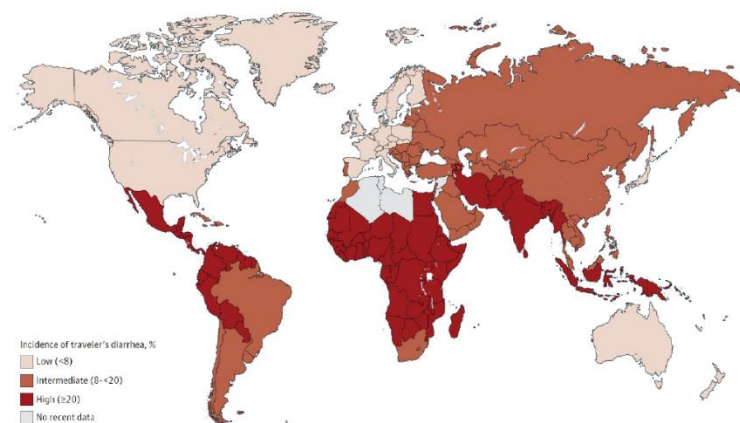 Incidence of traveler's diarrhea, %
Low (<8)
Intermediate (8-<20)
High (≥20)
No recent data